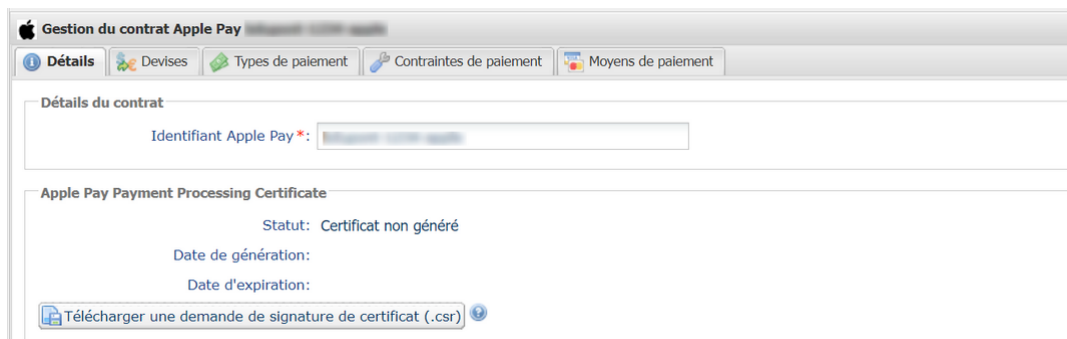 Gestion du contrat Apple Pay
Détails Devises Types de paiement Contraintes de paiement Moyens de paiement
Détails du contrat
Identifiant Apple Pay*:
Apple Pay Payment Processing Certificate
Statut: Certificat non généré
Date de génération:
Date d'expiration:
Télécharger une demande de signature de certificat (.csr)